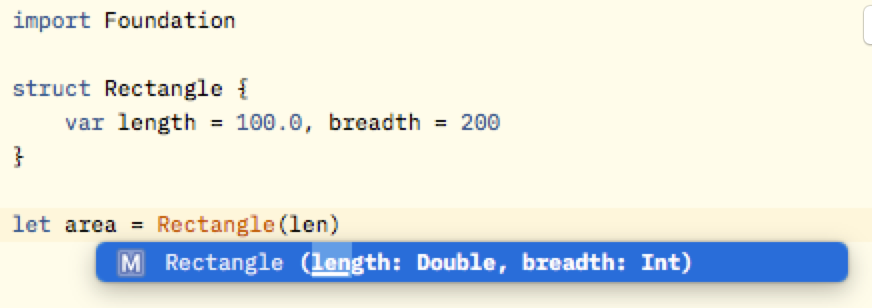 import Foundation
struct Rectangle {
var length = 100.0, breadth = 200
}
let area = Rectangle(len)
M Rectangle (length: Double, breadth: Int)